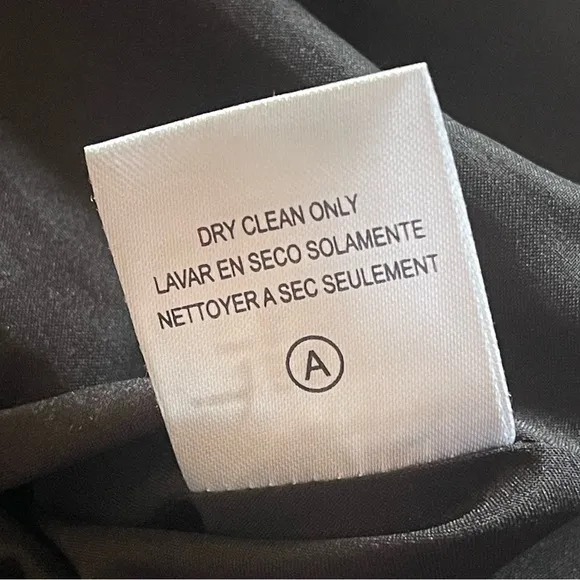 DRY CLEAN ONLY
LAVAR EN SECO SOLAMENTE
NETTOYER A SEC SEULEMENT
A